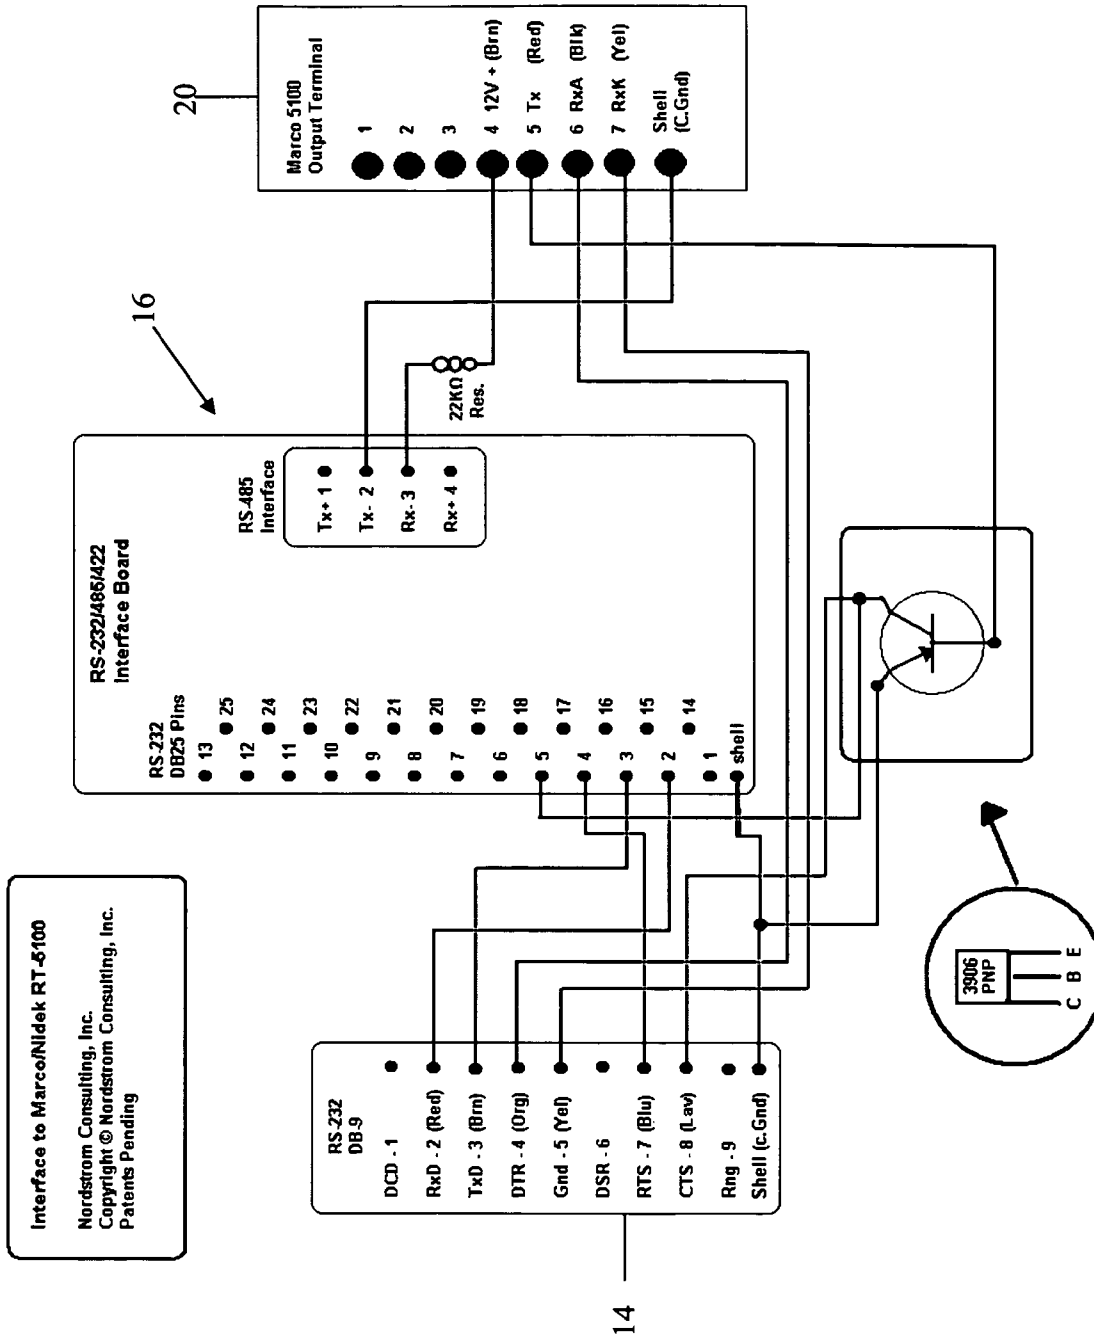 Interface to Marco/Nidek RT-5100
Nordstrom Consulting, Inc.
Copyright © Nordstrom Consulting, Inc.
Patents Pending
RS-232
DB-9
DCD - 1
RxD - 2 (Red)
TxD - 3 (Brn)
DTR - 4 (Org)
Gnd - 5 (Yel)
DSR - 6
RTS - 7 (Blu)
CTS - 8 (Lav)
Rng - 9
Shell (c.Gnd)
14
RS-232/485/422
Interface Board
RS-232
DB25 Pins
13
25
12
24
11
23
10
22
9
21
8
20
7
19
6
18
5
17
4
16
3
15
2
14
1
shell
RS-485
Interface
Tx+ 1
Tx- 2
Rx- 3
Rx+ 4
16
22KΩ
Res.
Marco 5100
Output Terminal
1
2
3
4 12V + (Brn)
5 Tx (Red)
6 RxA (Blk)
7 RxK (Yel)
Shell
(C.Gnd)
20
3906
PNP
C B E